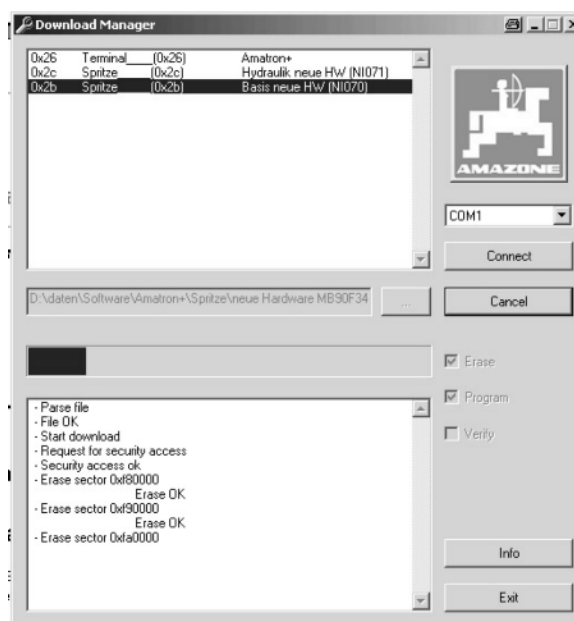 Download Manager
0x26 Terminal____(0x26) Amatron+
0x2c Spritze____(0x2c) Hydraulik neue HW (NI071)
0x2b Spritze____(0x2b) Basis neue HW (NI070)
AMAZONE
COM1
Connect
D:\daten\Software\Amatron+\Spritze\neue Hardware MB90F34
...
Cancel
Erase
Program
Verify
- Parse file
- File OK
- Start download
- Request for security access
- Security access ok
- Erase sector 0xf80000
Erase OK
- Erase sector 0xf90000
Erase OK
- Erase sector 0xfa0000
Info
Exit